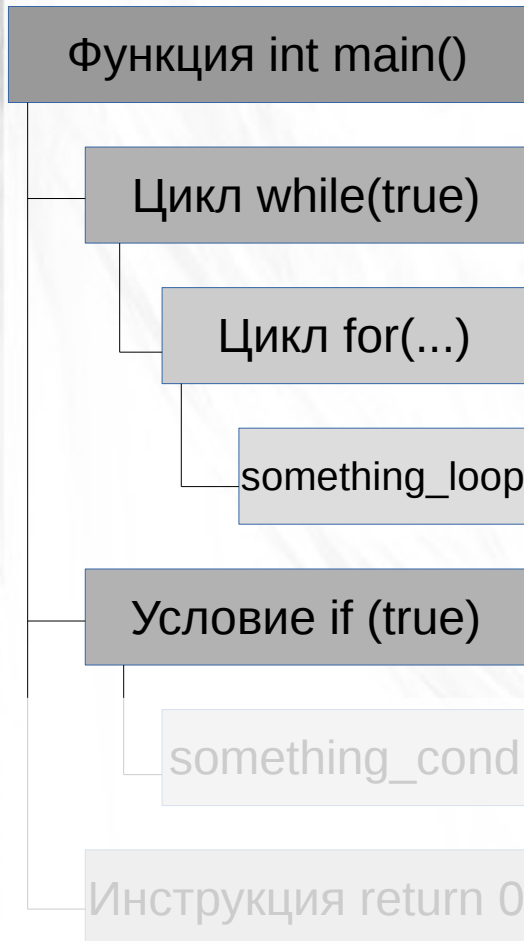 Функция int main()
Цикл while(true)
Цикл for(...)
something_loop
Условие if (true)
something_cond
Инструкция return 0